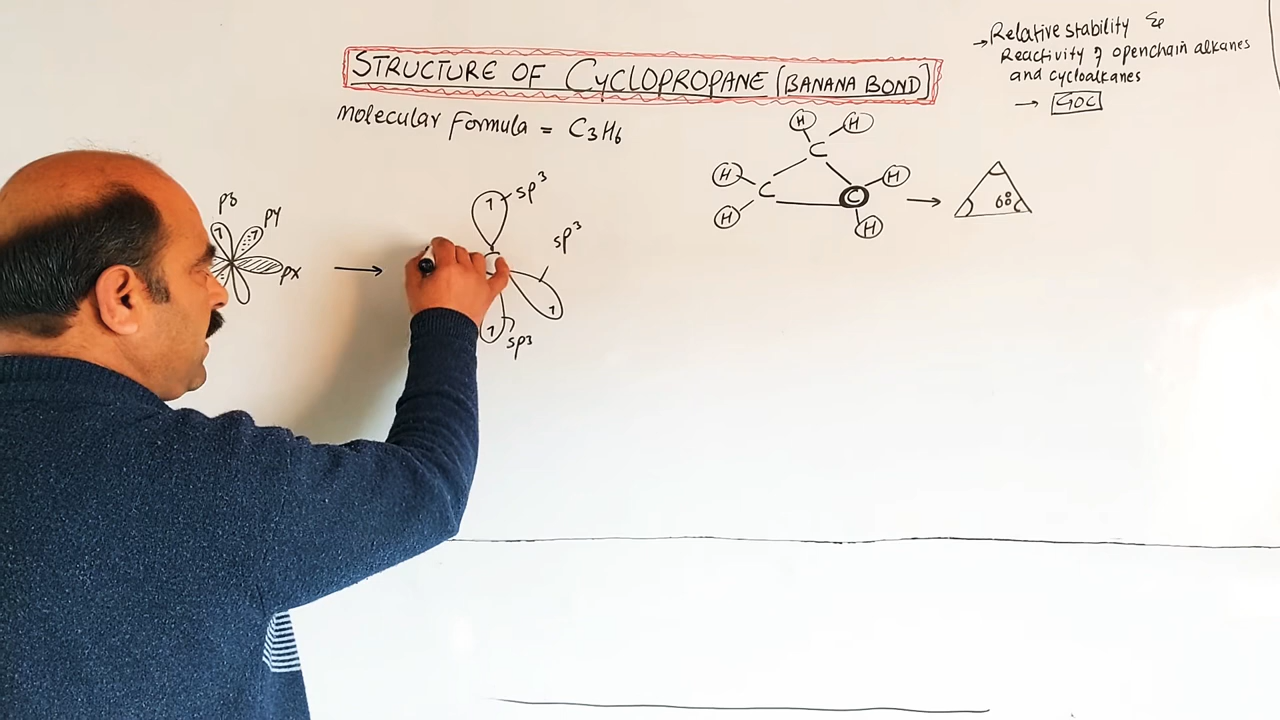 →Relative stability &
Reactivity of openchain alkanes
and cycloalkanes
→ GOC
STRUCTURE OF CYCLOPROPANE (BANANA BOND)
Molecular Formula = C₃H₆
H H
C
H C C H
H H
60°
pz
py
px
→
sp³
sp³
sp³